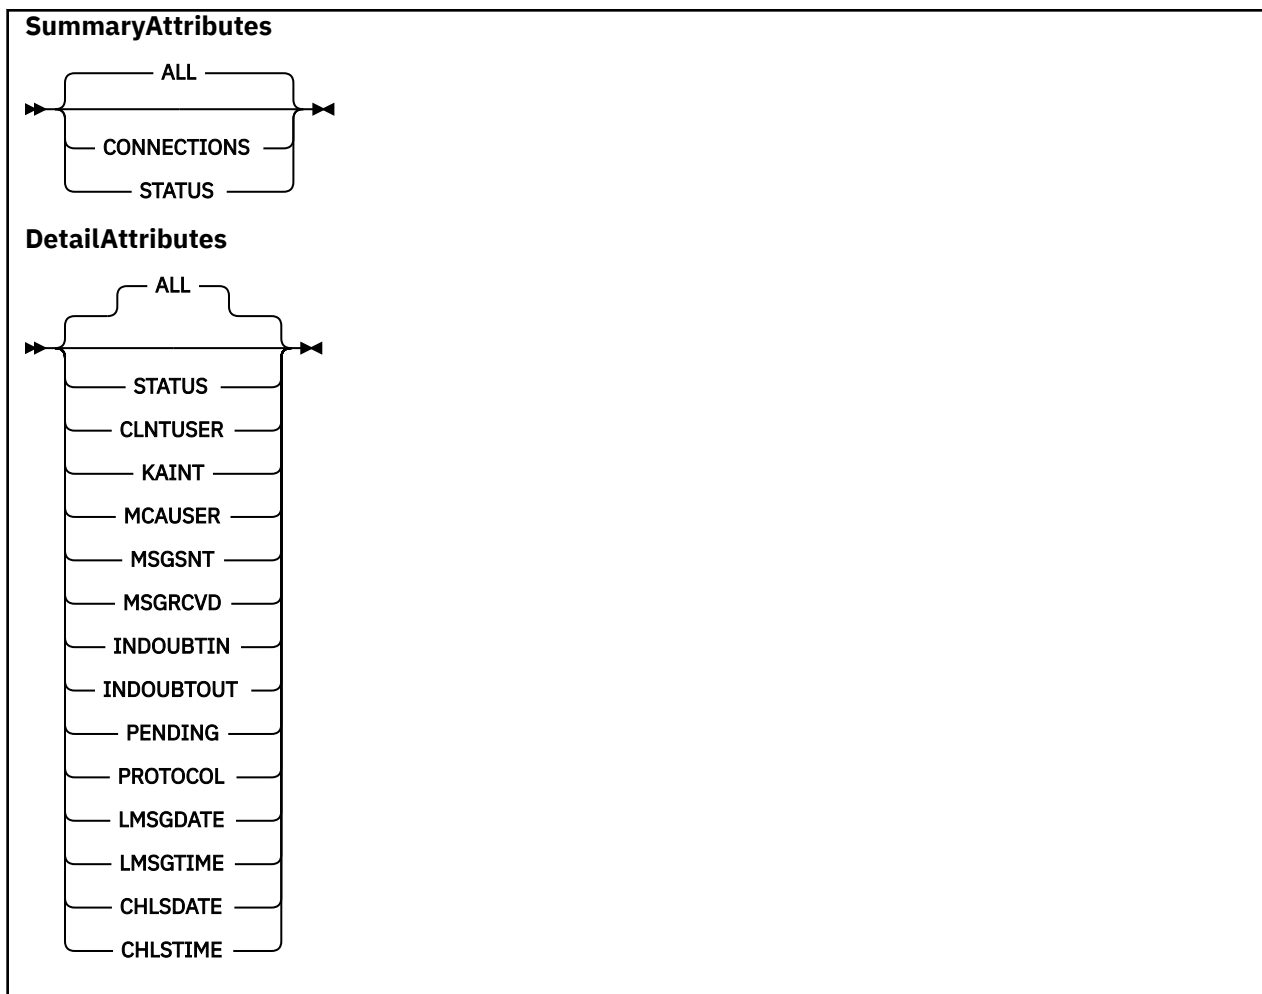 SummaryAttributes
ALL
CONNECTIONS
STATUS
DetailAttributes
ALL
STATUS
CLNTUSER
KAINT
MCAUSER
MSGSNT
MSGRCVD
INDOUBTIN
INDOUBTOUT
PENDING
PROTOCOL
LMSGDATE
LMSGTIME
CHLSDATE
CHLSTIME